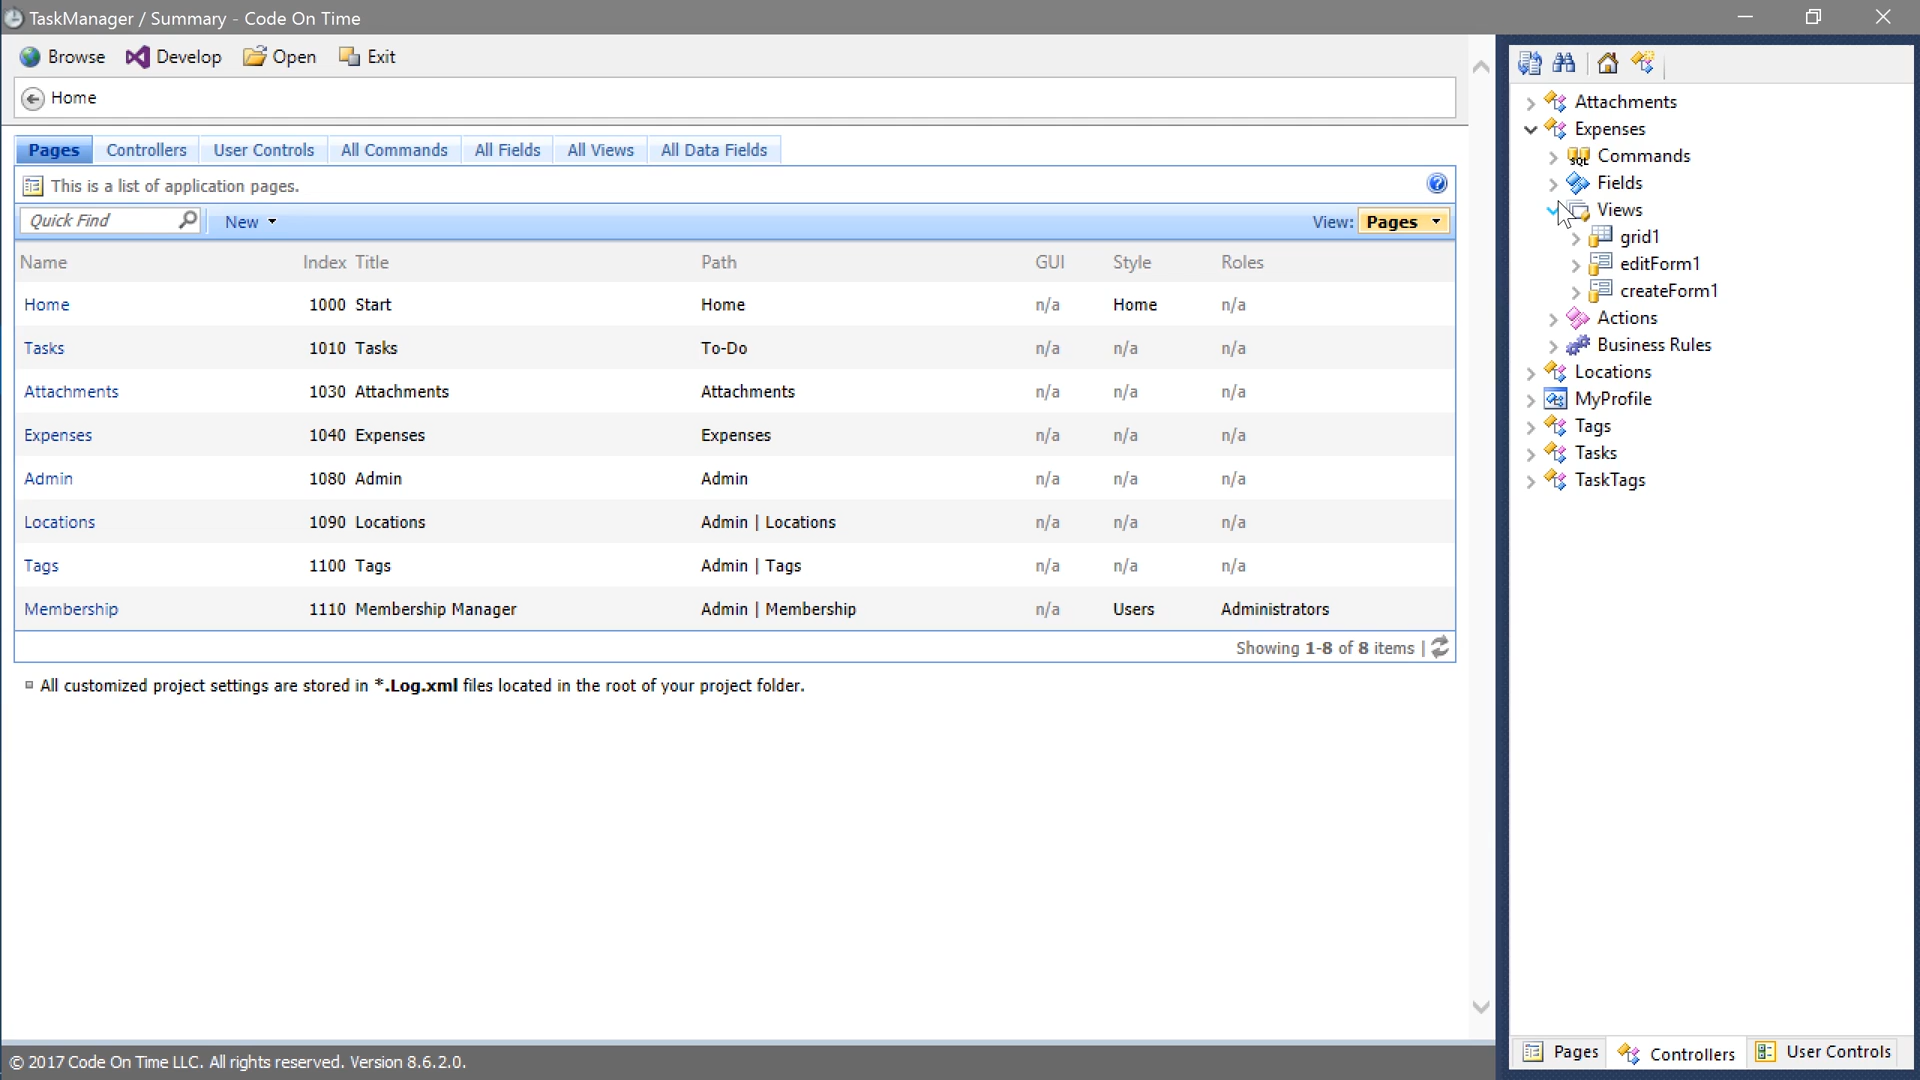 TaskManager / Summary - Code On Time
Browse Develop Open Exit
Home
Pages Controllers User Controls All Commands All Fields All Views All Data Fields
This is a list of application pages.
Quick Find New View: Pages
Name Index Title Path GUI Style Roles
Home 1000 Start Home n/a Home n/a
Tasks 1010 Tasks To-Do n/a n/a n/a
Attachments 1030 Attachments Attachments n/a n/a n/a
Expenses 1040 Expenses Expenses n/a n/a n/a
Admin 1080 Admin Admin n/a n/a n/a
Locations 1090 Locations Admin | Locations n/a n/a n/a
Tags 1100 Tags Admin | Tags n/a n/a n/a
Membership 1110 Membership Manager Admin | Membership n/a Users Administrators
Showing 1-8 of 8 items |
All customized project settings are stored in *.Log.xml files located in the root of your project folder.
© 2017 Code On Time LLC. All rights reserved. Version 8.6.2.0.
Attachments
Expenses
SQL Commands
Fields
Views
grid1
editForm1
createForm1
Actions
Business Rules
Locations
MyProfile
Tags
Tasks
TaskTags
Pages Controllers User Controls